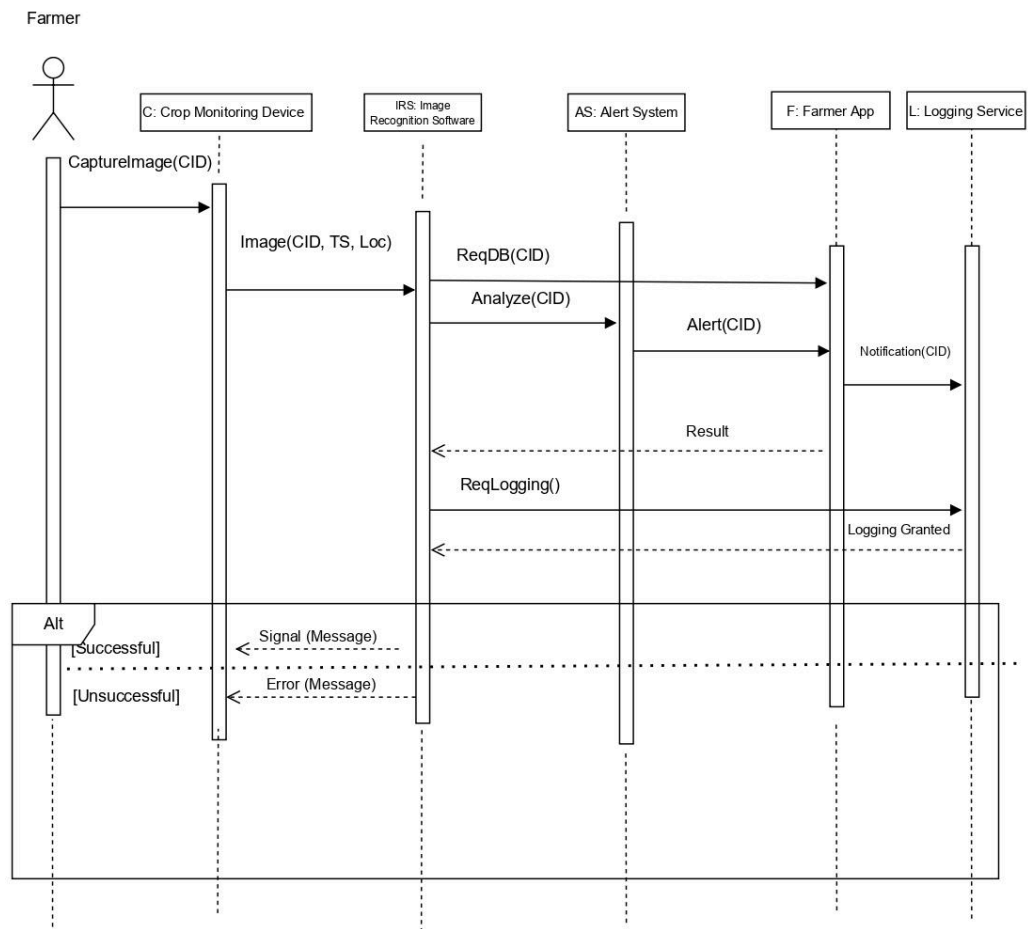 Farmer
C: Crop Monitoring Device
IRS: Image
Recognition Software
AS: Alert System
F: Farmer App
L: Logging Service
CaptureImage(CID)
Image(CID, TS, Loc)
ReqDB(CID)
Analyze(CID)
Alert(CID)
Notification(CID)
Result
ReqLogging()
Logging Granted
Alt
[Successful]
Signal (Message)
[Unsuccessful]
Error (Message)